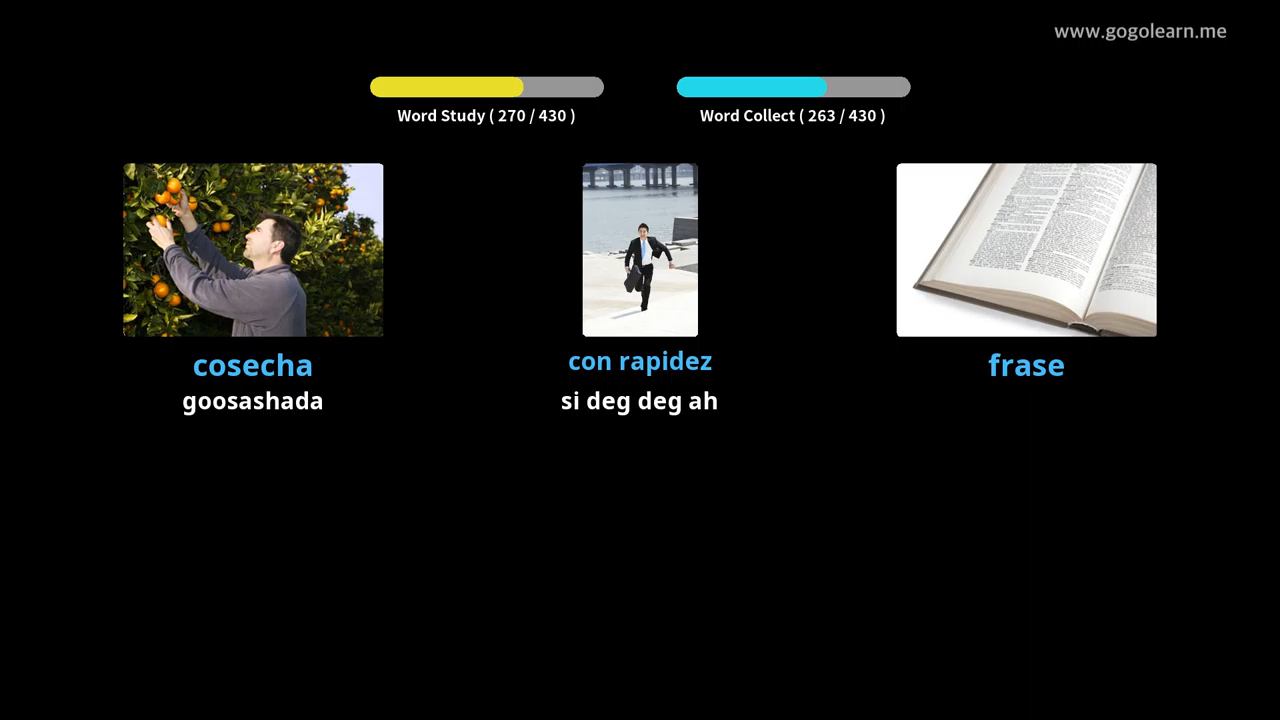 www.gogolearn.me
Word Study ( 270 / 430 )
Word Collect ( 263 / 430 )
cosecha
goosashada
con rapidez
si deg deg ah
frase